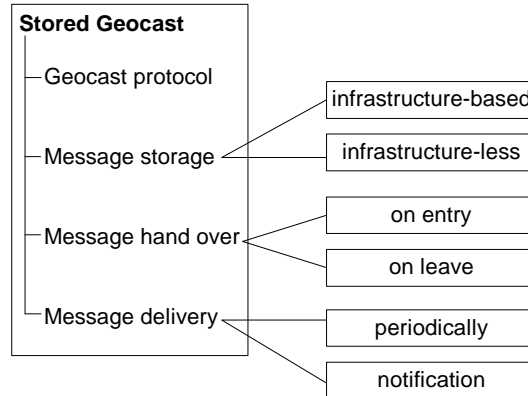 Stored Geocast
Geocast protocol
Message storage
infrastructure-based
infrastructure-less
Message hand over
on entry
on leave
Message delivery
periodically
notification